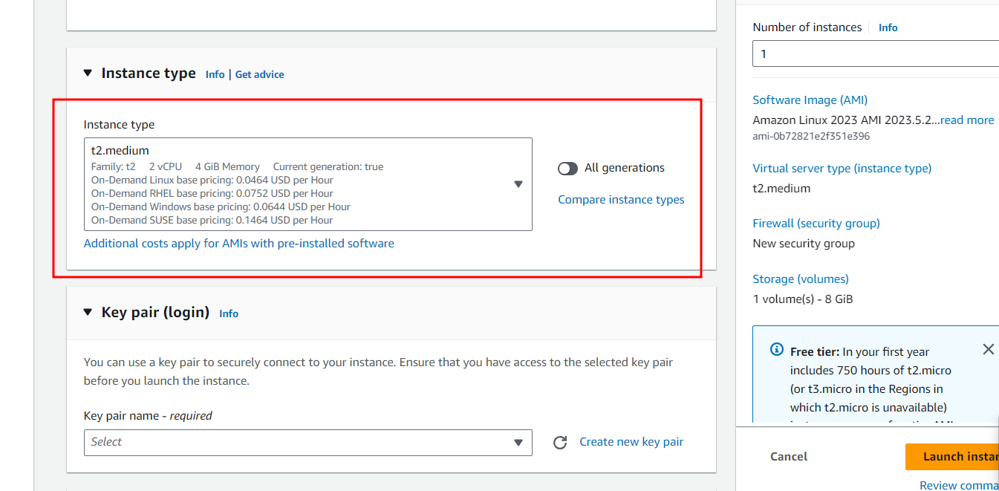 Instance type Info | Get advice
Instance type
t2.medium
Family: t2 2 vCPU 4 GiB Memory Current generation: true
On-Demand Linux base pricing: 0.0464 USD per Hour
On-Demand RHEL base pricing: 0.0752 USD per Hour
On-Demand Windows base pricing: 0.0644 USD per Hour
On-Demand SUSE base pricing: 0.1464 USD per Hour
All generations
Compare instance types
Additional costs apply for AMIs with pre-installed software
Key pair (login) Info
You can use a key pair to securely connect to your instance. Ensure that you have access to the selected key pair
before you launch the instance.
Key pair name - required
Select
Create new key pair
Number of instances Info
1
Software Image (AMI)
Amazon Linux 2023 AMI 2023.5.2...read more
ami-0b72821e2f351e396
Virtual server type (instance type)
t2.medium
Firewall (security group)
New security group
Storage (volumes)
1 volume(s) - 8 GiB
Free tier: In your first year
includes 750 hours of t2.micro
(or t3.micro in the Regions in
which t2.micro is unavailable)
Cancel
Launch instan
Review comma